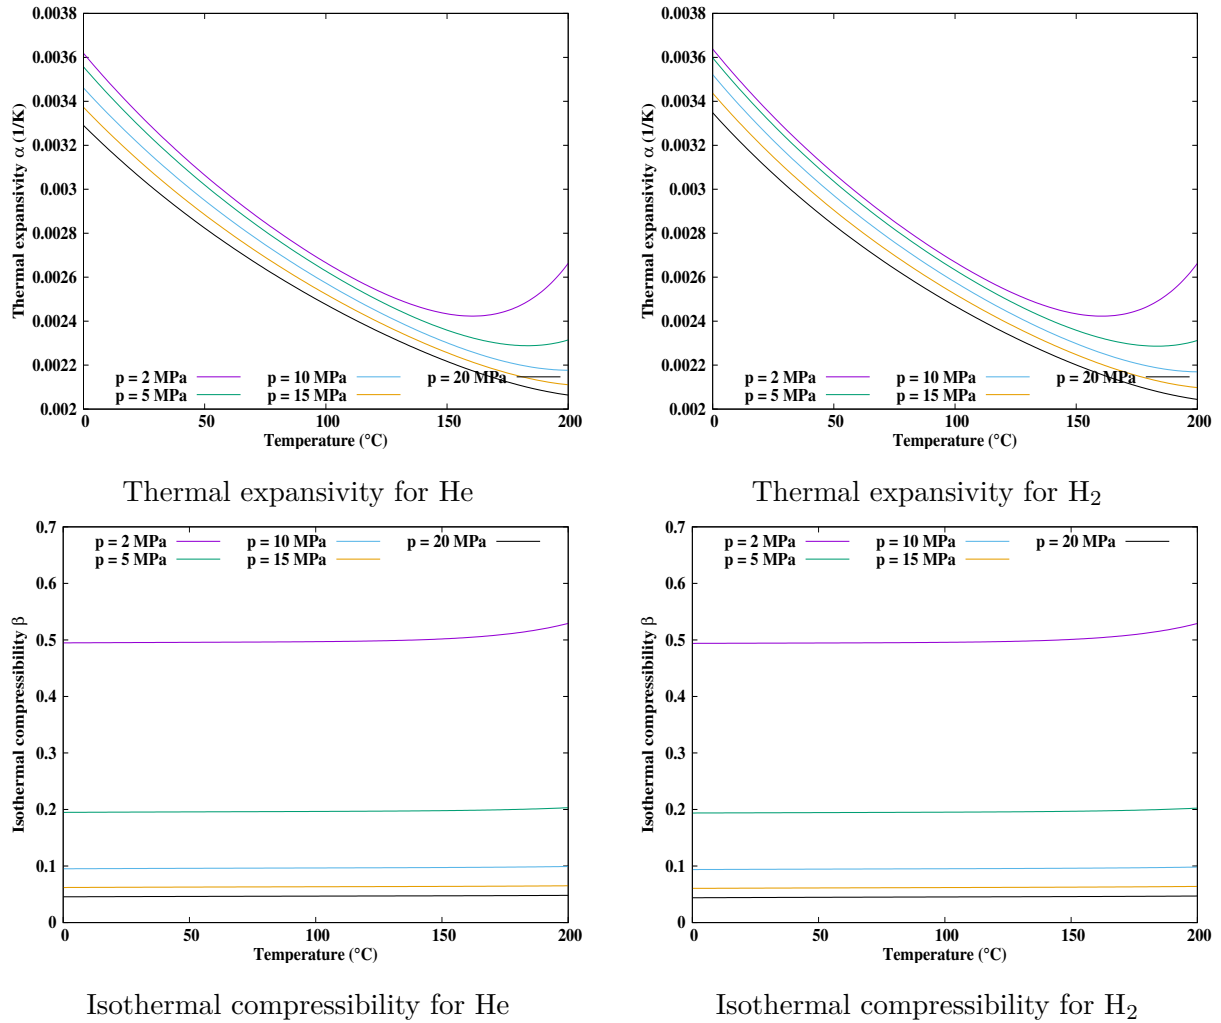 0.0038
0.0036
0.0034
0.0032
0.003
0.0028
0.0026
0.0024
0.0022
0.002
Thermal expansivity α (1/K)
p = 2 MPa
p = 5 MPa
p = 10 MPa
p = 15 MPa
p = 20 MPa
0 50 100 150 200
Temperature (°C)
Thermal expansivity for He
0.0038
0.0036
0.0034
0.0032
0.003
0.0028
0.0026
0.0024
0.0022
0.002
Thermal expansivity α (1/K)
p = 2 MPa
p = 5 MPa
p = 10 MPa
p = 15 MPa
p = 20 MPa
0 50 100 150 200
Temperature (°C)
Thermal expansivity for H₂
0.7
0.6
0.5
0.4
0.3
0.2
0.1
0
Isothermal compressibility β
p = 2 MPa
p = 5 MPa
p = 10 MPa
p = 15 MPa
p = 20 MPa
0 50 100 150 200
Temperature (°C)
Isothermal compressibility for He
0.7
0.6
0.5
0.4
0.3
0.2
0.1
0
Isothermal compressibility β
p = 2 MPa
p = 5 MPa
p = 10 MPa
p = 15 MPa
p = 20 MPa
0 50 100 150 200
Temperature (°C)
Isothermal compressibility for H₂